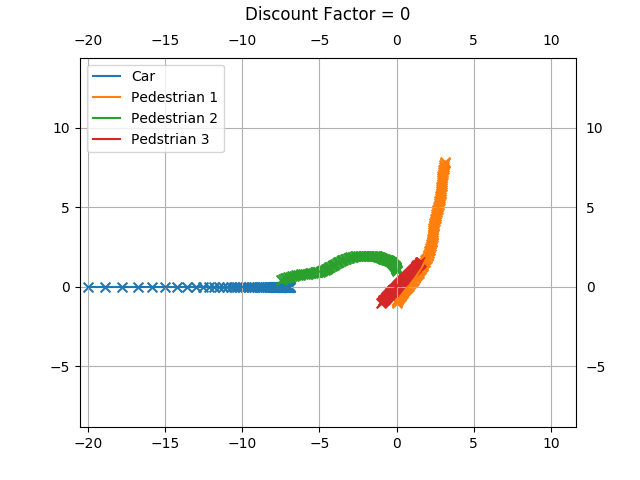 Discount Factor = 0
−20 −15 −10 −5 0 5 10
Car
Pedestrian 1
Pedestrian 2
Pedstrian 3
10 10
5 5
0 0
−5 −5
−20 −15 −10 −5 0 5 10